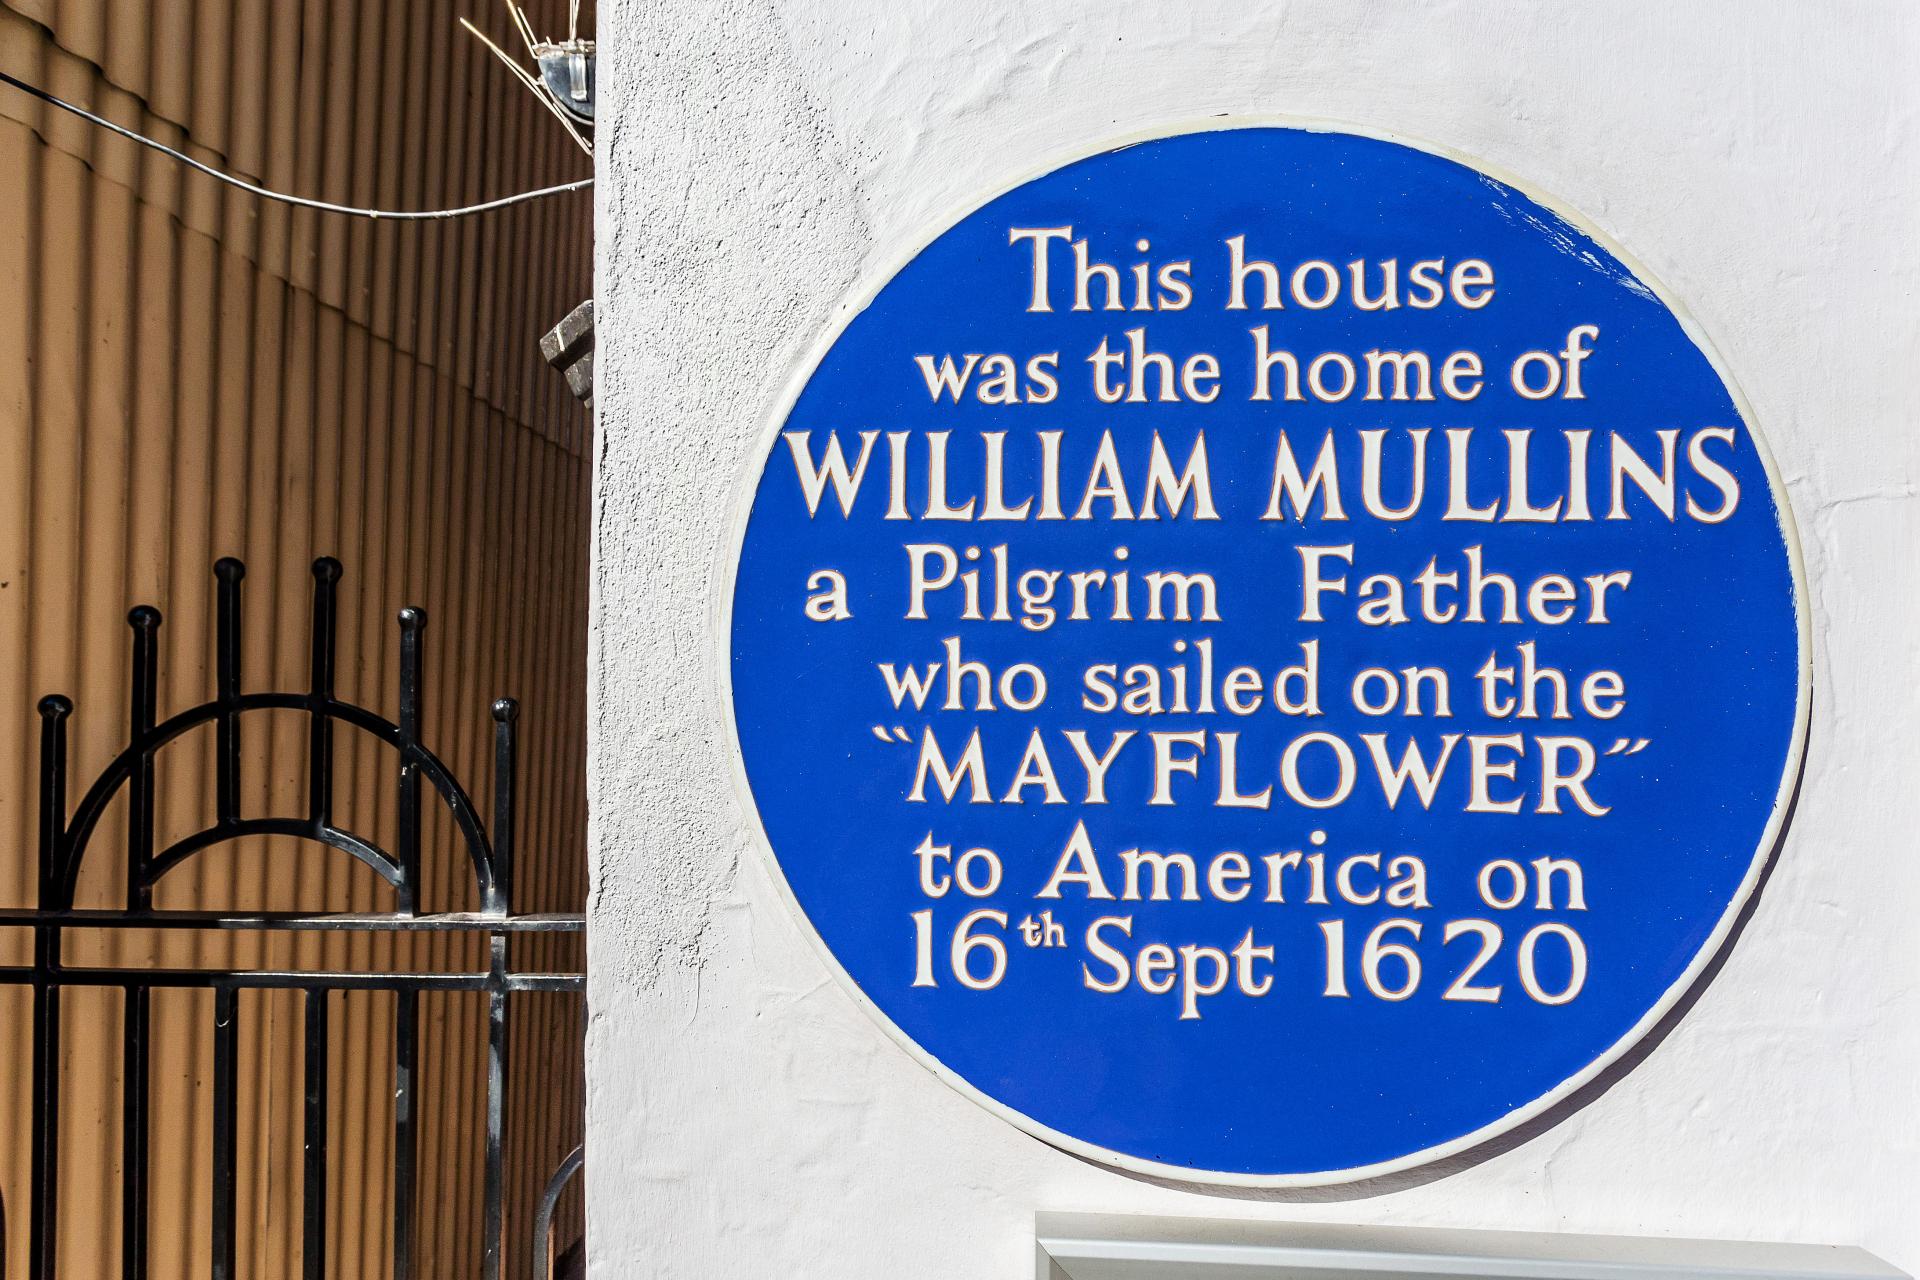 This house
was the home of
WILLIAM MULLINS
a Pilgrim Father
who sailed on the
"MAYFLOWER"
to America on
16th Sept 1620